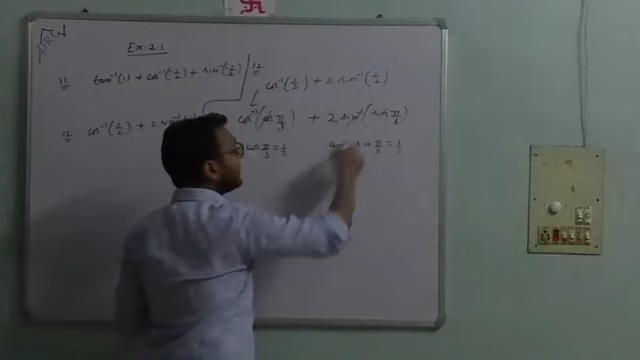 Ex 2.1
11 tan⁻¹(1) + cos⁻¹(-1/2) + sin⁻¹(-1/2)
12 cos⁻¹(1/2) + 2 sin⁻¹
12 cos⁻¹(1/2) + 2 sin⁻¹(1/2)
cos⁻¹(cos π/3) + 2 sin⁻¹(sin π/6)
cos π/3 = 1/2
π/6 = 1/2